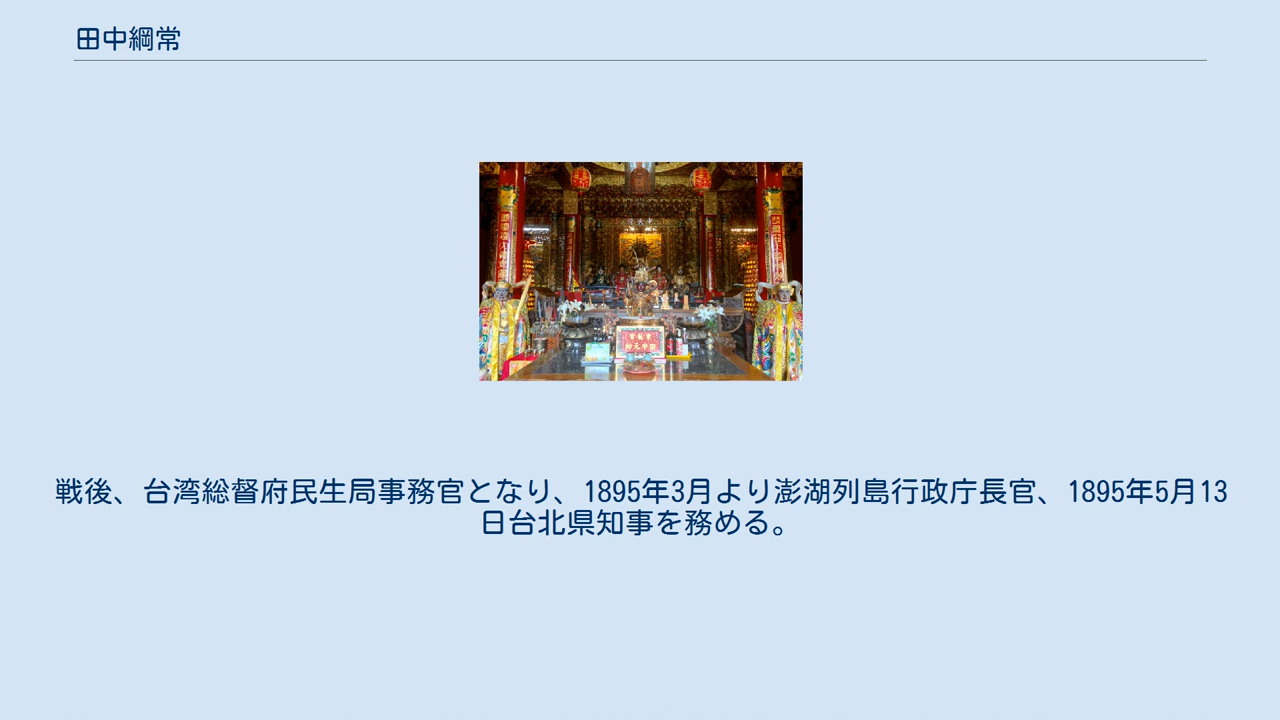 田中綱常
戦後、台湾総督府民生局事務官となり、1895年3月より澎湖列島行政庁長官、1895年5月13
日台北県知事を務める。